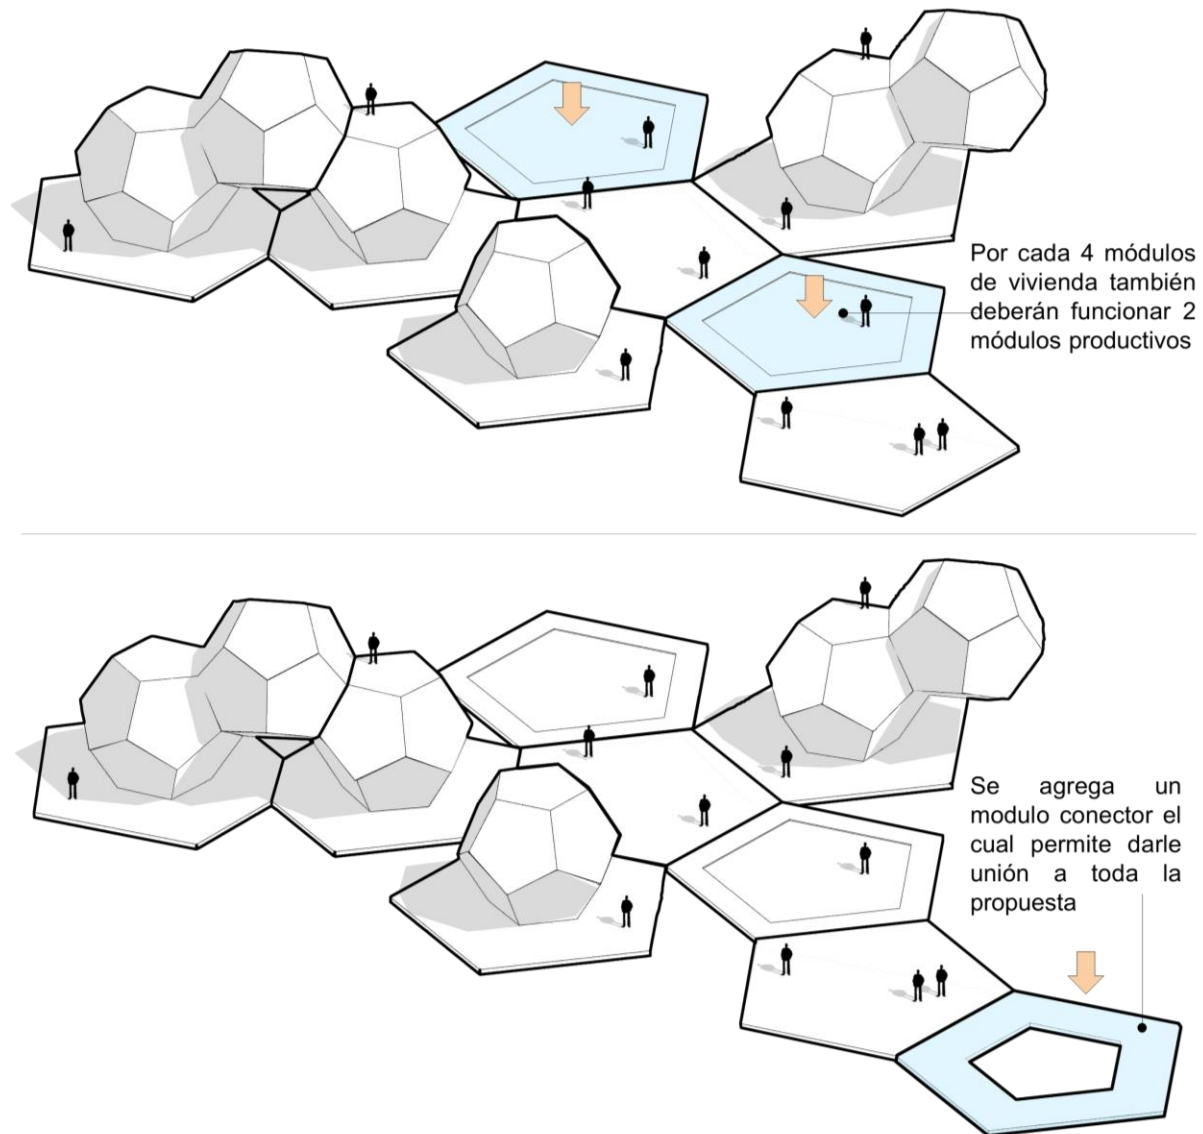 Por cada 4 módulos
de vivienda también
deberán funcionar 2
módulos productivos
Se agrega un
modulo conector el
cual permite darle
unión a toda la
propuesta